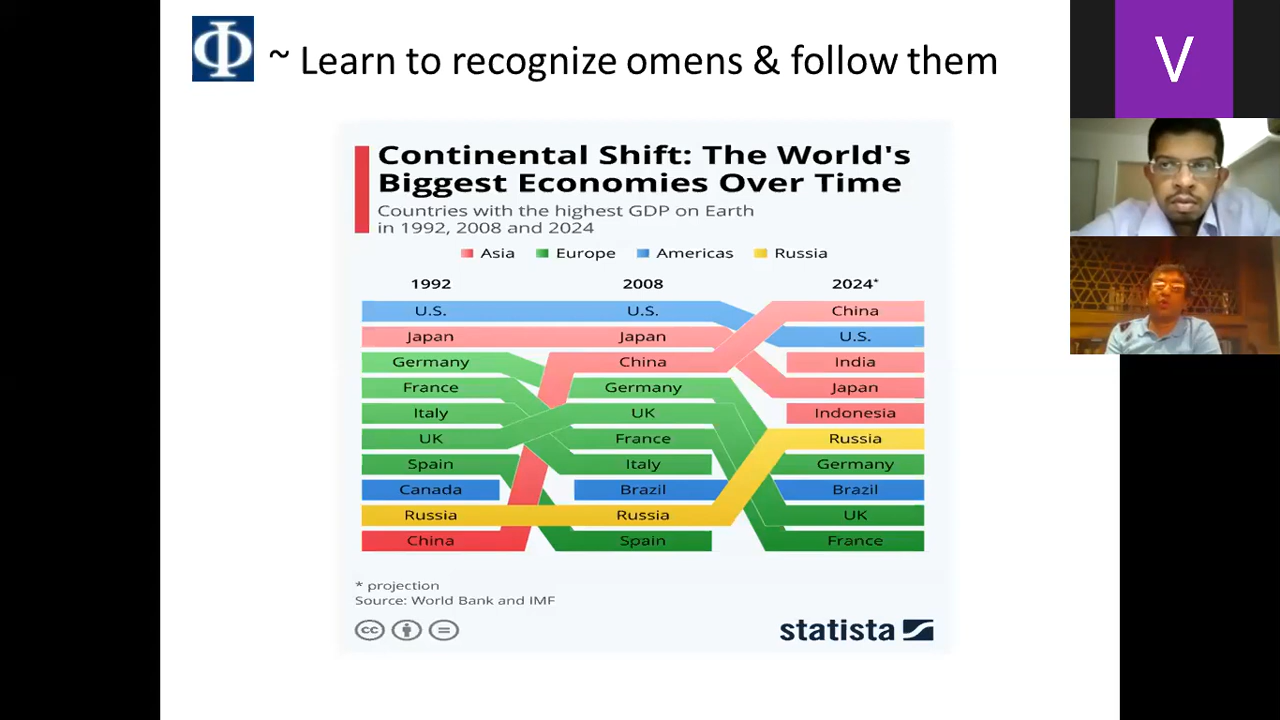 Φ ~ Learn to recognize omens & follow them
V
Continental Shift: The World's
Biggest Economies Over Time
Countries with the highest GDP on Earth
in 1992, 2008 and 2024
Asia Europe Americas Russia
1992 2008 2024*
U.S. U.S. China
Japan Japan U.S.
Germany China India
France Germany Japan
Italy UK Indonesia
UK France Russia
Spain Italy Germany
Canada Brazil Brazil
Russia Russia UK
China Spain France
* projection
Source: World Bank and IMF
cc = statista